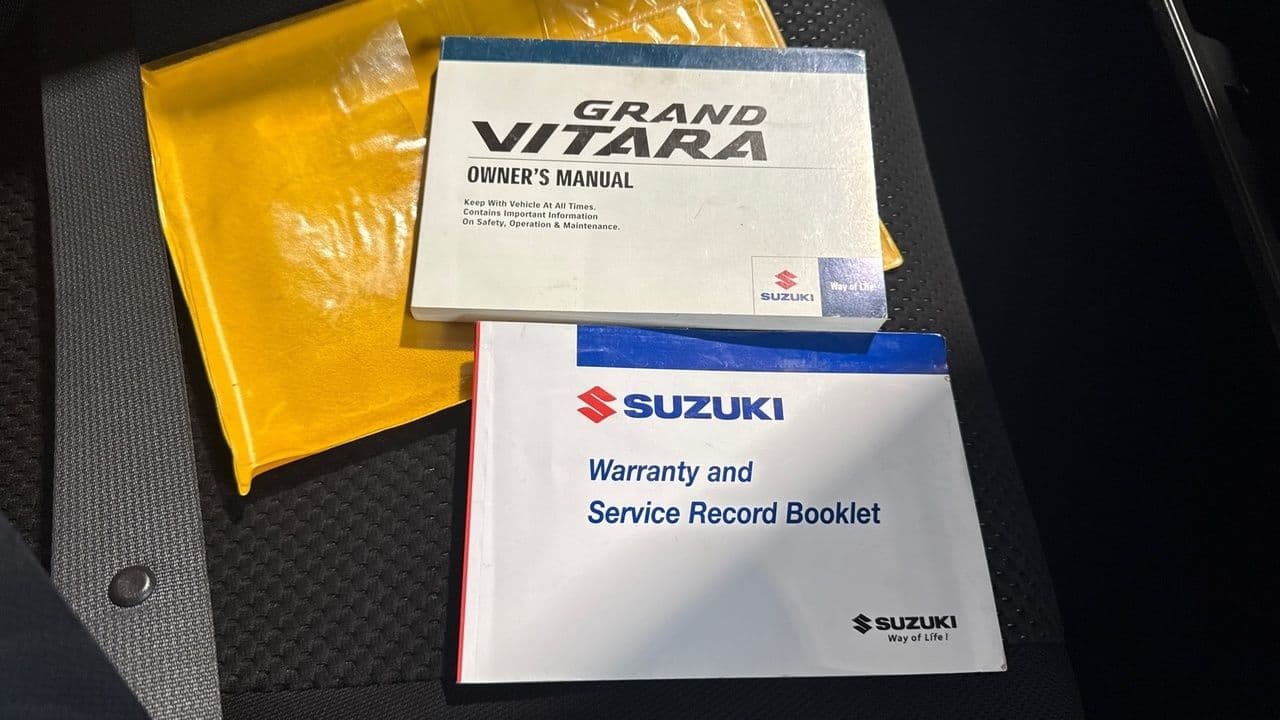 GRAND
VITARA
OWNER'S MANUAL
Keep With Vehicle At All Times.
Contains Important Information
On Safety, Operation & Maintenance.
SUZUKI
Way of Life!
SUZUKI
Warranty and
Service Record Booklet
SUZUKI
Way of Life!